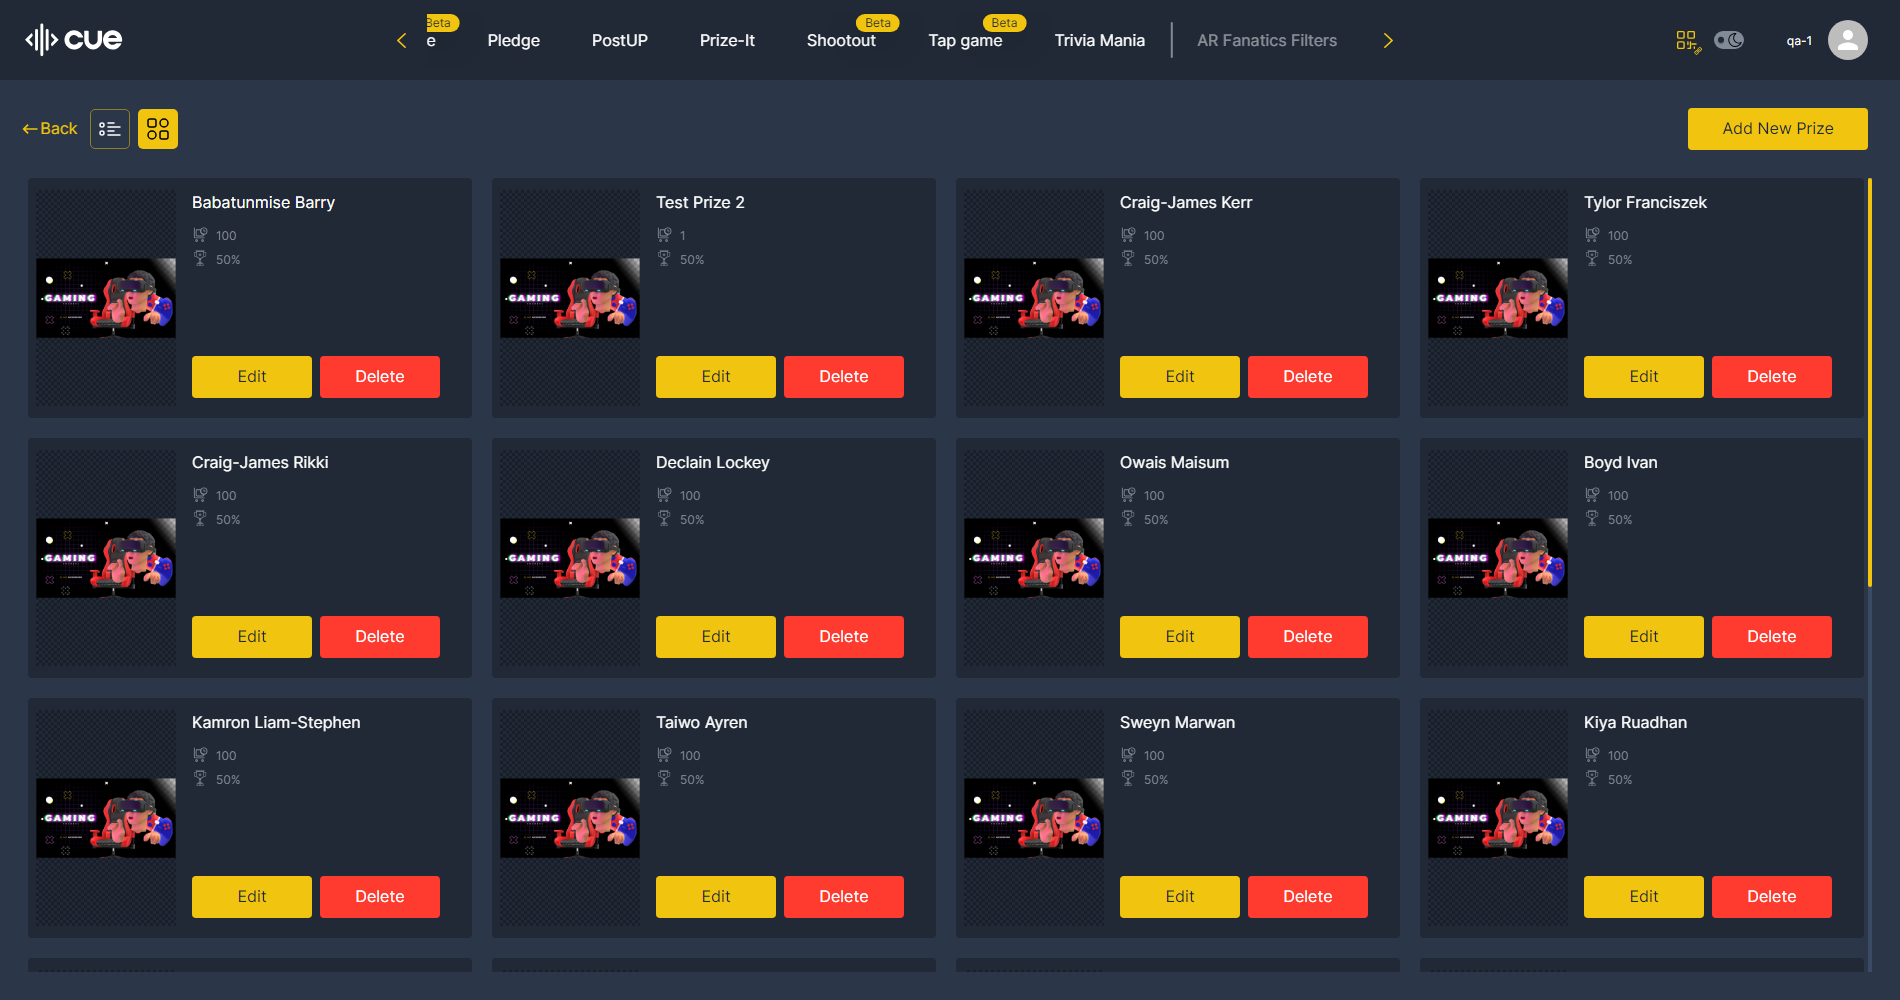 cue
e
Beta
Pledge
PostUP
Prize-It
Shootout
Beta
Tap game
Beta
Trivia Mania
AR Fanatics Filters
qa-1
Back
Add New Prize
Babatunmise Barry
100
50%
GAMING
Edit
Delete
Test Prize 2
1
50%
GAMING
Edit
Delete
Craig-James Kerr
100
50%
GAMING
Edit
Delete
Tylor Franciszek
100
50%
GAMING
Edit
Delete
Craig-James Rikki
100
50%
GAMING
Edit
Delete
Declain Lockey
100
50%
GAMING
Edit
Delete
Owais Maisum
100
50%
GAMING
Edit
Delete
Boyd Ivan
100
50%
GAMING
Edit
Delete
Kamron Liam-Stephen
100
50%
GAMING
Edit
Delete
Taiwo Ayren
100
50%
GAMING
Edit
Delete
Sweyn Marwan
100
50%
GAMING
Edit
Delete
Kiya Ruadhan
100
50%
GAMING
Edit
Delete